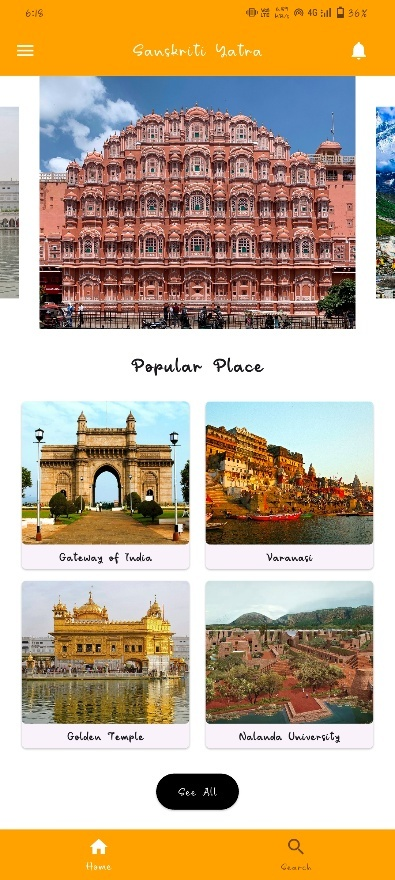 6:18
4G 36%
Sanskriti Yatra
Popular Place
Gateway of India
Varanasi
Golden Temple
Nalanda University
See All
Home
Search